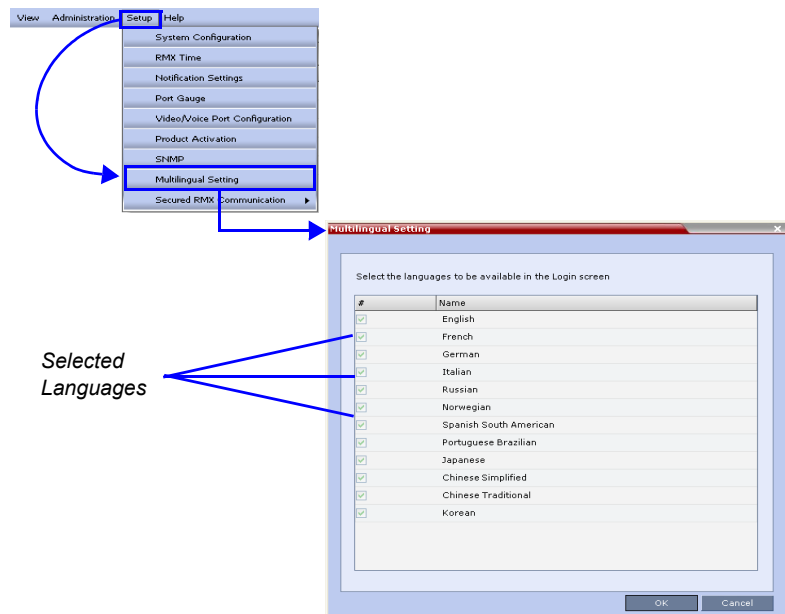 View Administration Setup Help
System Configuration
RMX Time
Notification Settings
Port Gauge
Video/Voice Port Configuration
Product Activation
SNMP
Multilingual Setting
Secured RMX Communication
Multilingual Setting
Select the languages to be available in the Login screen
# Name
English
French
German
Italian
Russian
Norwegian
Spanish South American
Portuguese Brazilian
Japanese
Chinese Simplified
Chinese Traditional
Korean
Selected
Languages
OK Cancel